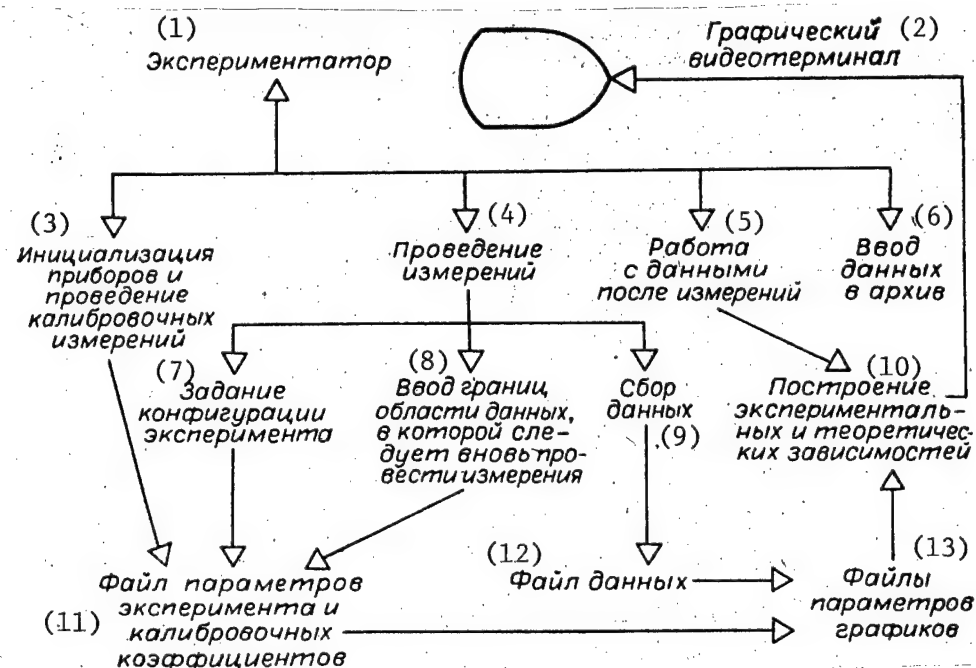 (1)
Экспериментатор
Графический (2)
видеотерминал
(3)
Инициализация
приборов и
проведение
калибровочных
измерений
(4)
Проведение
измерений
(5)
Работа
с данными
после измерений
(6)
Ввод
данных
в архив
(7)
Задание
конфигурации
эксперимента
(8)
Ввод границ
области данных,
в которой сле-
дует вновь про-
вести измерения
Сбор
данных
(9)
(10)
Построение
эксперименталь-
ных и теоретичес-
ких зависимостей
(11)
Файл параметров
эксперимента и
калибровочных
коэффициентов
(12)
Файл данных
(13)
Файлы
параметров
графиков